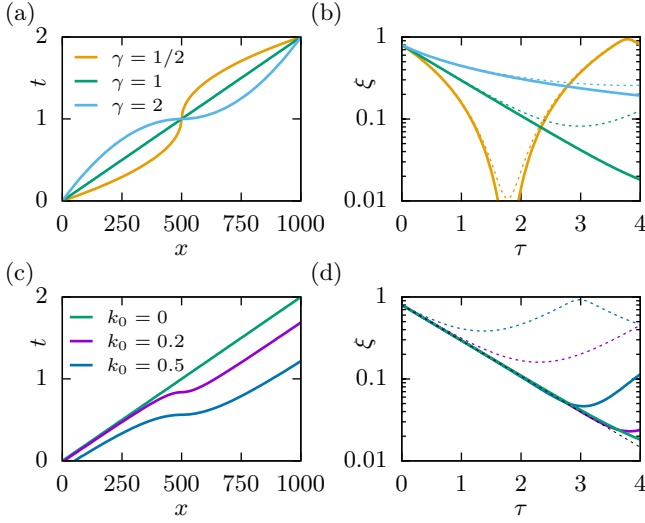 (a)
2
1
0
t
γ = 1/2
γ = 1
γ = 2
0 250 500 750 1000
x
(b)
1
0.1
0.01
ξ
0 1 2 3 4
τ
(c)
2
1
0
t
k₀ = 0
k₀ = 0.2
k₀ = 0.5
0 250 500 750 1000
x
(d)
1
0.1
0.01
ξ
0 1 2 3 4
τ